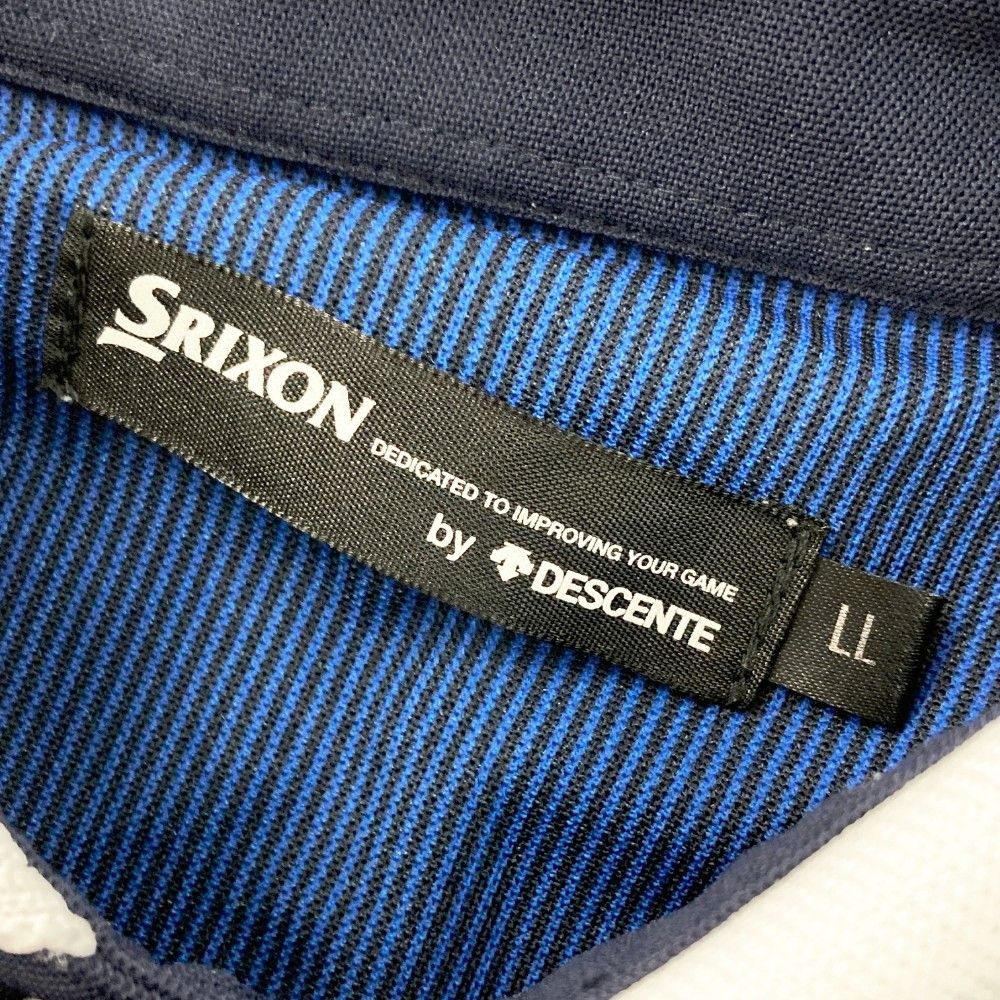 SRIXON
DEDICATED TO IMPROVING YOUR GAME
by DESCENTE
LL